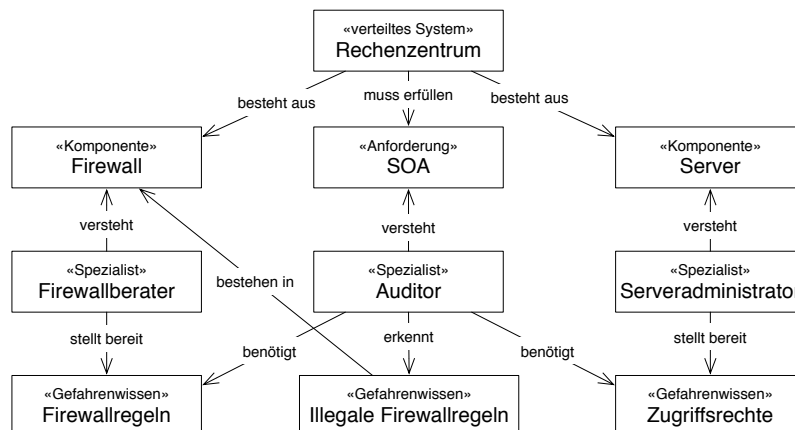 «verteiltes System»
Rechenzentrum
besteht aus
muss erfüllen
besteht aus
«Komponente»
Firewall
«Anforderung»
SOA
«Komponente»
Server
versteht
versteht
versteht
«Spezialist»
Firewallberater
«Spezialist»
Auditor
«Spezialist»
Serveradministrator
bestehen in
stellt bereit
benötigt
erkennt
benötigt
stellt bereit
«Gefahrenwissen»
Firewallregeln
«Gefahrenwissen»
Illegale Firewallregeln
«Gefahrenwissen»
Zugriffsrechte